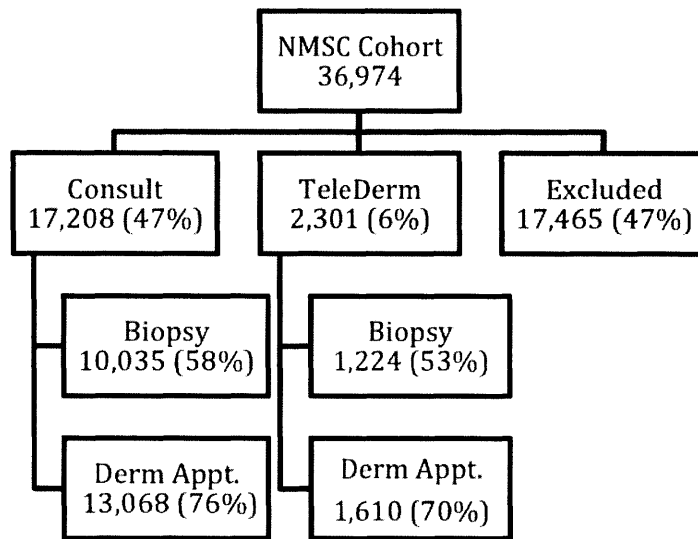 NMSC Cohort
36,974
Consult
17,208 (47%)
TeleDerm
2,301 (6%)
Excluded
17,465 (47%)
Biopsy
10,035 (58%)
Biopsy
1,224 (53%)
Derm Appt.
13,068 (76%)
Derm Appt.
1,610 (70%)